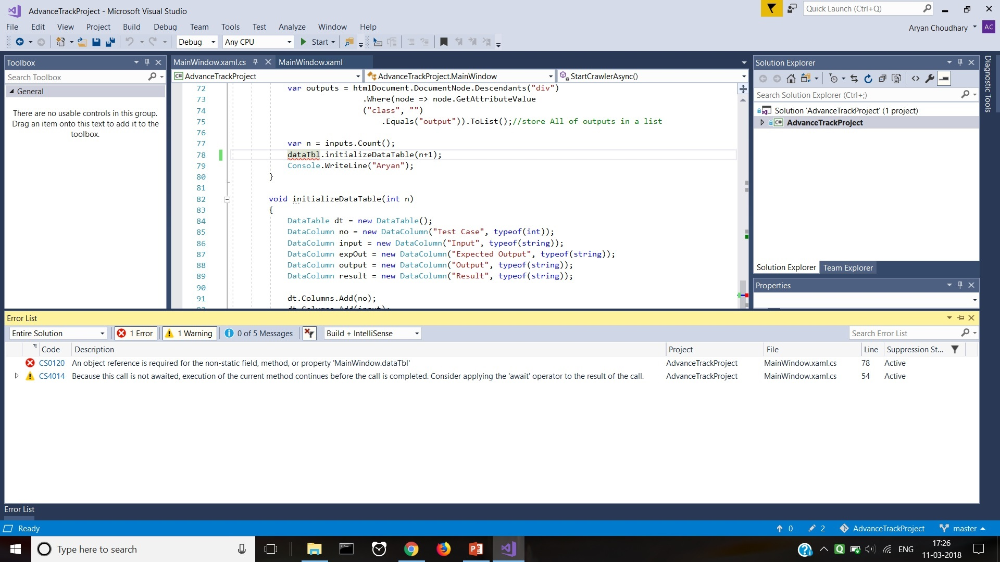 AdvanceTrackProject - Microsoft Visual Studio
Quick Launch (Ctrl+Q)
File Edit View Project Build Debug Team Tools Test Analyze Window Help
Aryan Choudhary AC
Debug Any CPU Start
Toolbox
Search Toolbox
General
There are no usable controls in this group.
Drag an item onto this text to add it to the
toolbox.
MainWindow.xaml.cs MainWindow.xaml
AdvanceTrackProject AdvanceTrackProject.MainWindow StartCrawlerAsync()
72 var outputs = htmlDocument.DocumentNode.Descendants("div")
73 .Where(node => node.GetAttributeValue
74 ("class", "")
75 .Equals("output")).ToList();//store All of outputs in a list
76
77 var n = inputs.Count();
78 dataTbl.initializeDataTable(n+1);
79 Console.WriteLine("Aryan");
80 }
81
82 void initializeDataTable(int n)
83 {
84 DataTable dt = new DataTable();
85 DataColumn no = new DataColumn("Test Case", typeof(int));
86 DataColumn input = new DataColumn("Input", typeof(string));
87 DataColumn expOut = new DataColumn("Expected Output", typeof(string));
88 DataColumn output = new DataColumn("Output", typeof(string));
89 DataColumn result = new DataColumn("Result", typeof(string));
90
91 dt.Columns.Add(no);
Solution Explorer
Search Solution Explorer (Ctrl+;)
Solution 'AdvanceTrackProject' (1 project)
AdvanceTrackProject
Solution Explorer Team Explorer
Properties
Diagnostic Tools
Error List
Entire Solution 1 Error 1 Warning 0 of 5 Messages Build + IntelliSense
Search Error List
Code Description Project File Line Suppression St...
CS0120 An object reference is required for the non-static field, method, or property 'MainWindow.dataTbl' AdvanceTrackProject MainWindow.xaml.cs 78 Active
CS4014 Because this call is not awaited, execution of the current method continues before the call is completed. Consider applying the 'await' operator to the result of the call. AdvanceTrackProject MainWindow.xaml.cs 54 Active
Error List
Ready 0 2 AdvanceTrackProject master
Type here to search
ENG
17:26
11-03-2018